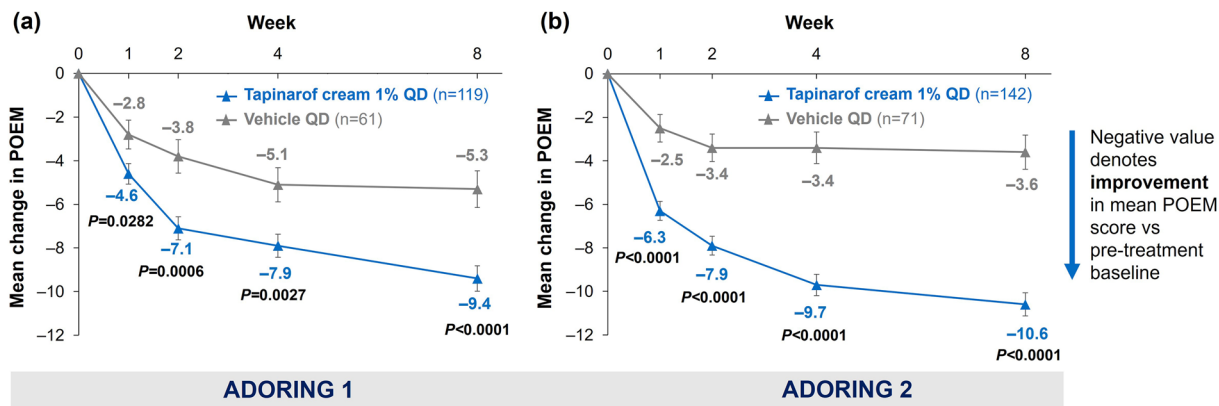 (a)
Week
0 1 2 4 8
Mean change in POEM
0
−2
−4
−6
−8
−10
−12
Tapinarof cream 1% QD (n=119)
Vehicle QD (n=61)
−2.8
−3.8
−5.1
−5.3
−4.6
P=0.0282
−7.1
P=0.0006
−7.9
P=0.0027
−9.4
P<0.0001
ADORING 1
(b)
Week
0 1 2 4 8
Mean change in POEM
0
−2
−4
−6
−8
−10
−12
Tapinarof cream 1% QD (n=142)
Vehicle QD (n=71)
−2.5
−3.4
−3.4
−3.6
−6.3
P<0.0001
−7.9
P<0.0001
−9.7
P<0.0001
−10.6
P<0.0001
ADORING 2
Negative value
denotes
improvement
in mean POEM
score vs
pre-treatment
baseline